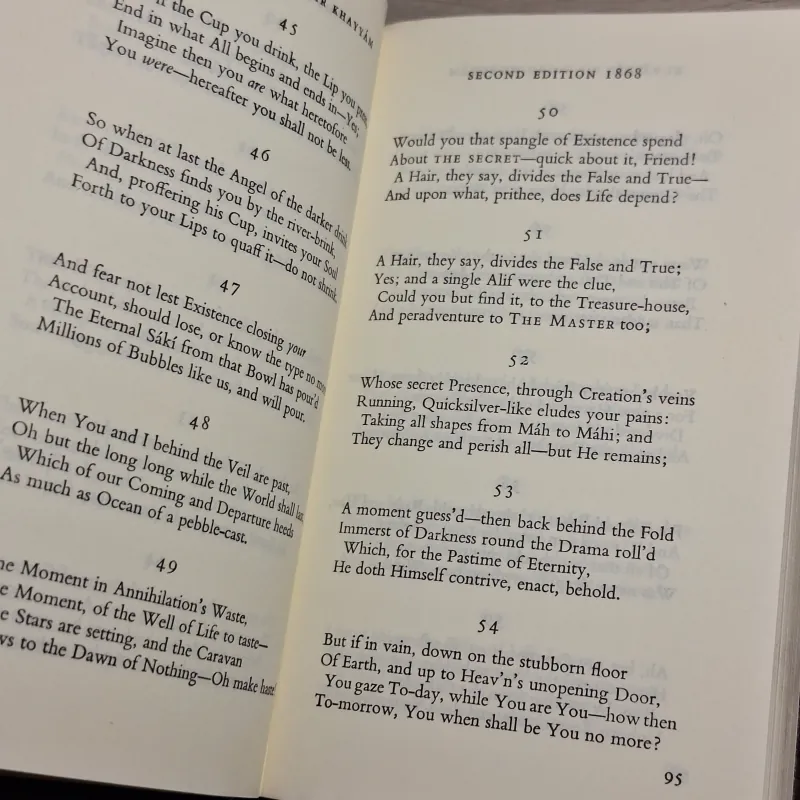 R KHAYYÁM
the Cup you drink, the Lip you press,
End in what All begins and ends in—Yes;
Imagine then you are what heretofore
You were—hereafter you shall not be less.
45
46
So when at last the Angel of the darker drink
Of Darkness finds you by the river-brink,
And, proffering his Cup, invites your Soul
Forth to your Lips to quaff it—do not shrink.
47
And fear not lest Existence closing your
Account, should lose, or know the type no more
The Eternal Sákí from that Bowl has pour'd
Millions of Bubbles like us, and will pour.
48
When You and I behind the Veil are past,
Oh but the long long while the World shall last,
Which of our Coming and Departure heeds
As much as Ocean of a pebble-cast.
49
Moment in Annihilation's Waste,
Moment, of the Well of Life to taste—
Stars are setting, and the Caravan
to the Dawn of Nothing—Oh make haste!
SECOND EDITION 1868
50
Would you that spangle of Existence spend
About THE SECRET—quick about it, Friend!
A Hair, they say, divides the False and True—
And upon what, prithee, does Life depend?
51
A Hair, they say, divides the False and True;
Yes; and a single Alif were the clue,
Could you but find it, to the Treasure-house,
And peradventure to THE MASTER too;
52
Whose secret Presence, through Creation's veins
Running, Quicksilver-like eludes your pains:
Taking all shapes from Máh to Máhi; and
They change and perish all—but He remains;
53
A moment guess'd—then back behind the Fold
Immerst of Darkness round the Drama roll'd
Which, for the Pastime of Eternity,
He doth Himself contrive, enact, behold.
54
But if in vain, down on the stubborn floor
Of Earth, and up to Heav'n's unopening Door,
You gaze To-day, while You are You—how then
To-morrow, You when shall be You no more?
95